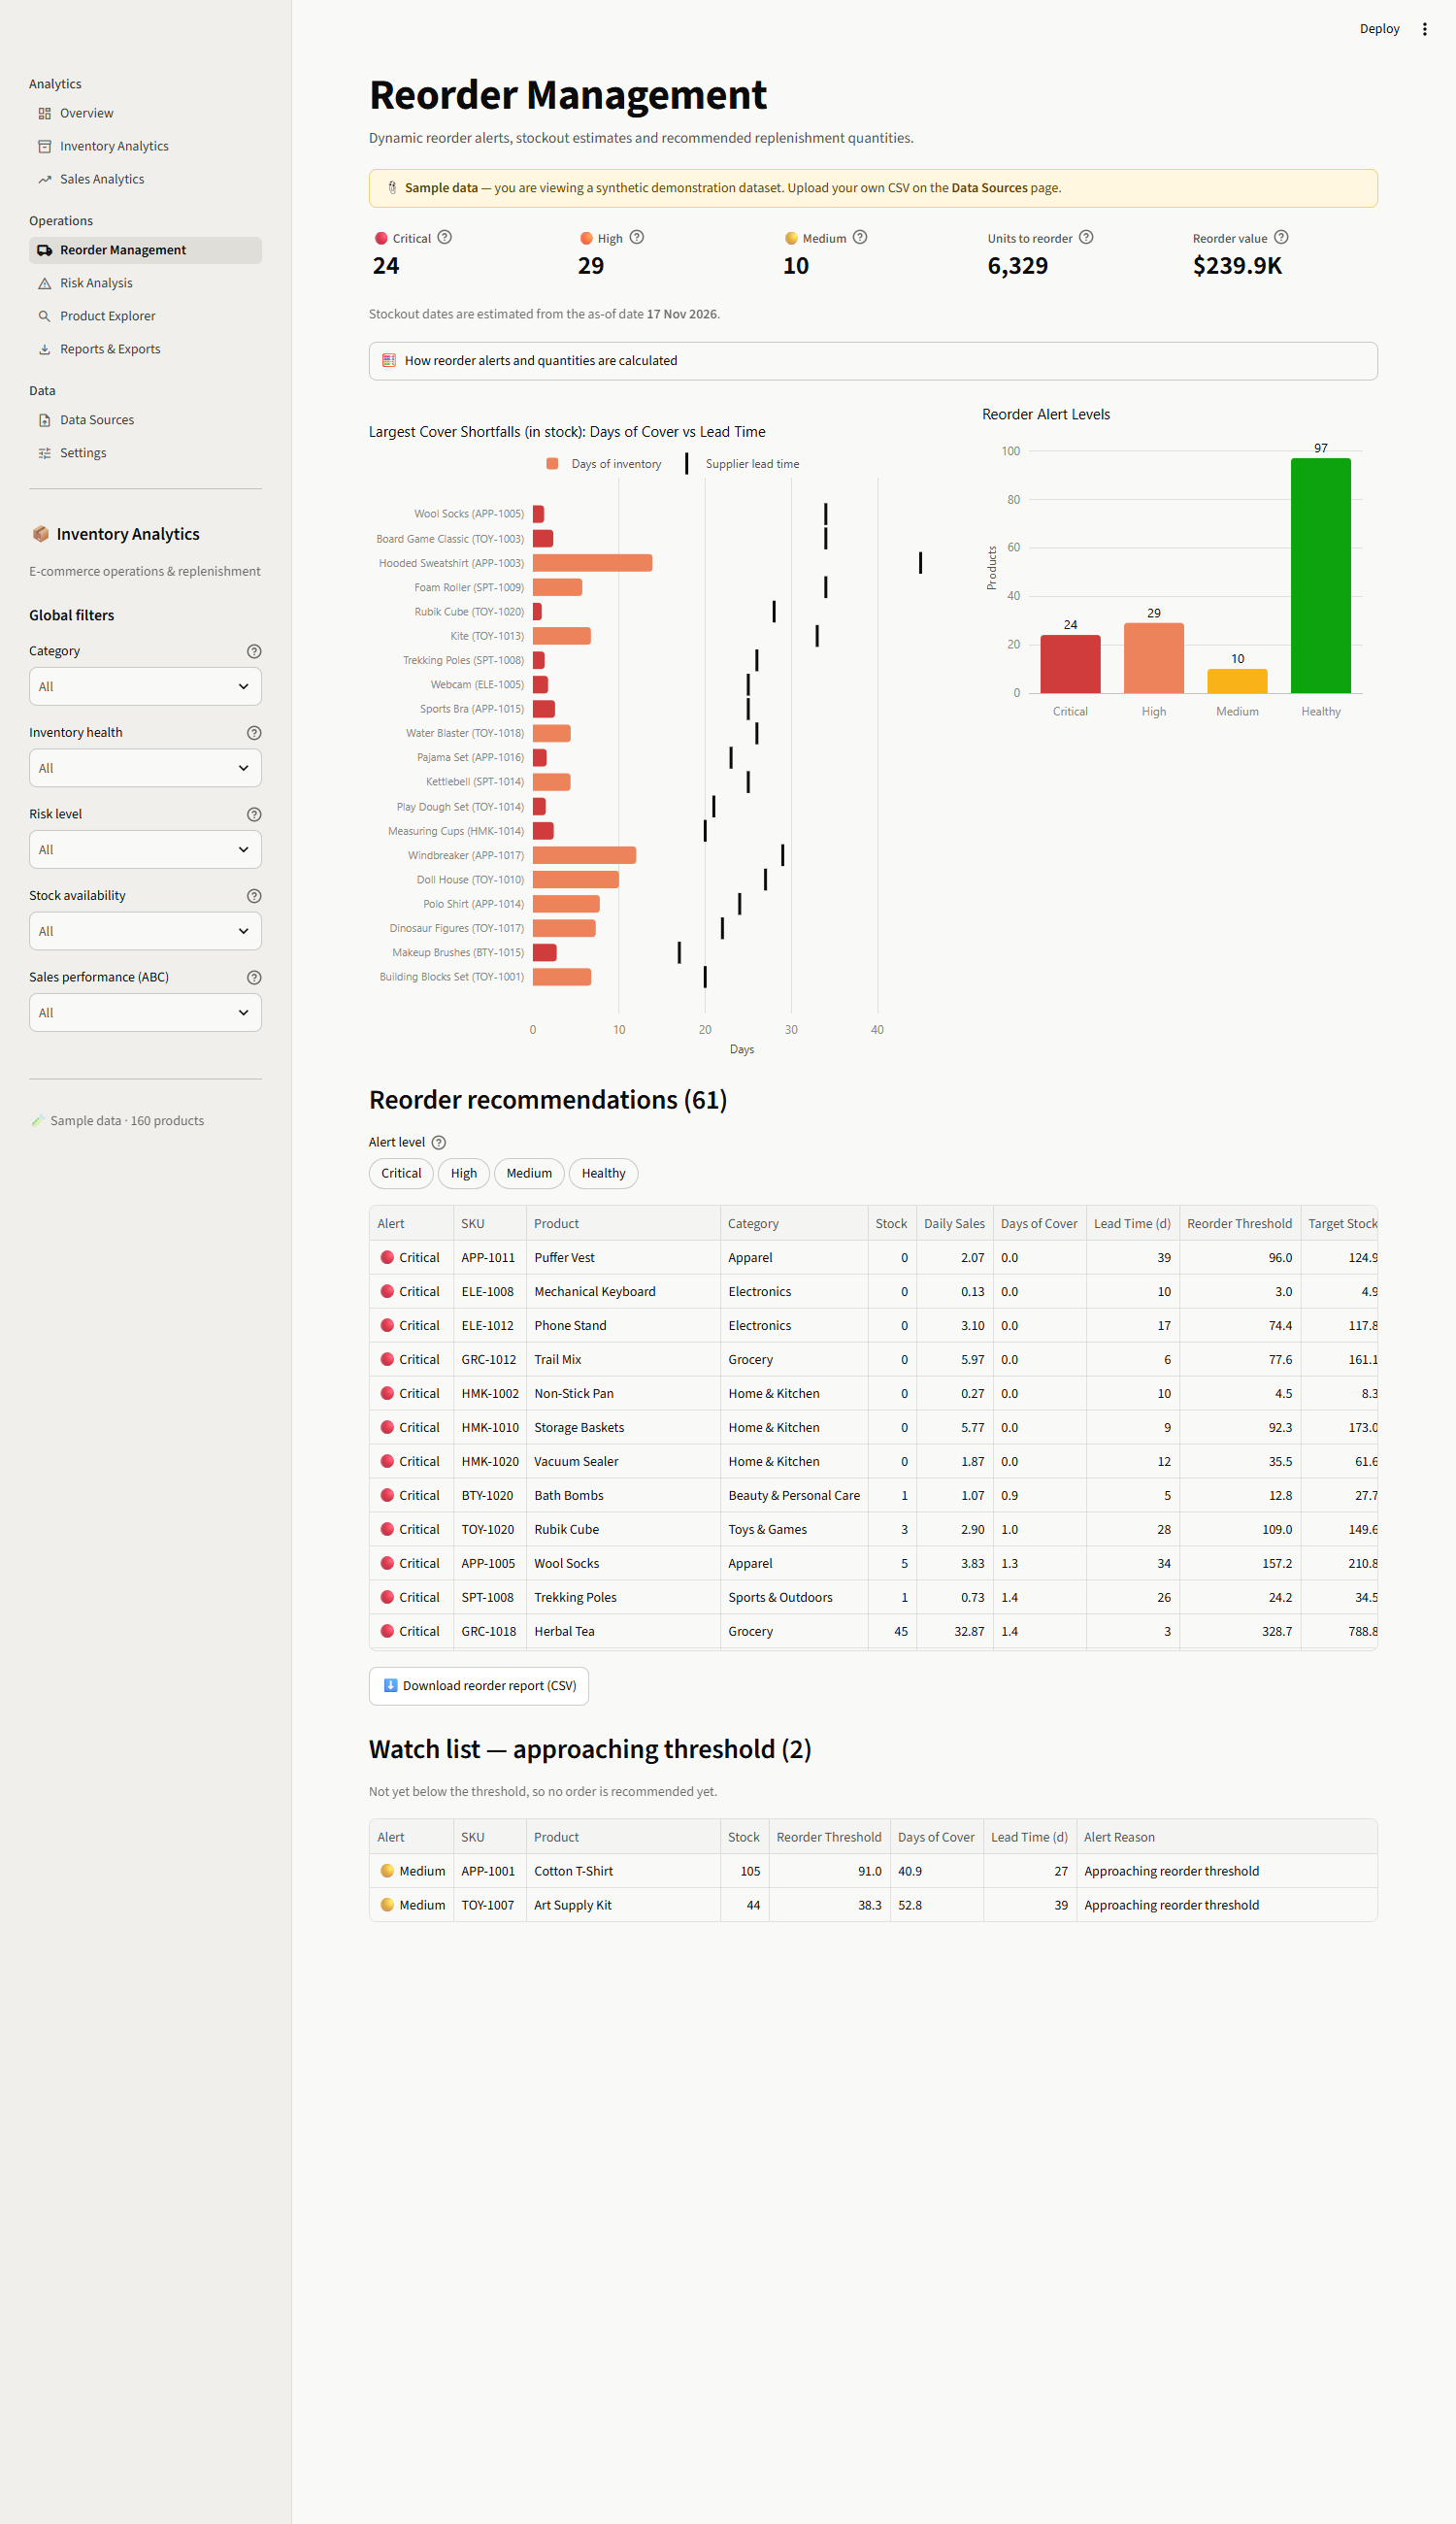 Deploy
Analytics
Overview
Inventory Analytics
Sales Analytics
Operations
Reorder Management
Risk Analysis
Product Explorer
Reports & Exports
Data
Data Sources
Settings
Inventory Analytics
E-commerce operations & replenishment
Global filters
Category
All
Inventory health
All
Risk level
All
Stock availability
All
Sales performance (ABC)
All
Sample data · 160 products
Reorder Management
Dynamic reorder alerts, stockout estimates and recommended replenishment quantities.
Sample data — you are viewing a synthetic demonstration dataset. Upload your own CSV on the Data Sources page.
Critical High Medium Units to reorder Reorder value
24 29 10 6,329 $239.9K
Stockout dates are estimated from the as-of date 17 Nov 2026.
How reorder alerts and quantities are calculated
Largest Cover Shortfalls (in stock): Days of Cover vs Lead Time
Days of inventory Supplier lead time
Wool Socks (APP-1005)
Board Game Classic (TOY-1003)
Hooded Sweatshirt (APP-1003)
Foam Roller (SPT-1009)
Rubik Cube (TOY-1020)
Kite (TOY-1013)
Trekking Poles (SPT-1008)
Webcam (ELE-1005)
Sports Bra (APP-1015)
Water Blaster (TOY-1018)
Pajama Set (APP-1016)
Kettlebell (SPT-1014)
Play Dough Set (TOY-1014)
Measuring Cups (HMK-1014)
Windbreaker (APP-1017)
Doll House (TOY-1010)
Polo Shirt (APP-1014)
Dinosaur Figures (TOY-1017)
Makeup Brushes (BTY-1015)
Building Blocks Set (TOY-1001)
0 10 20 30 40
Days
Reorder Alert Levels
Products
100
80
60
40
20
0
24 29 10 97
Critical High Medium Healthy
Reorder recommendations (61)
Alert level
Critical High Medium Healthy
Alert SKU Product Category Stock Daily Sales Days of Cover Lead Time (d) Reorder Threshold Target Stock
Critical APP-1011 Puffer Vest Apparel 0 2.07 0.0 39 96.0 124.9
Critical ELE-1008 Mechanical Keyboard Electronics 0 0.13 0.0 10 3.0 4.9
Critical ELE-1012 Phone Stand Electronics 0 3.10 0.0 17 74.4 117.8
Critical GRC-1012 Trail Mix Grocery 0 5.97 0.0 6 77.6 161.1
Critical HMK-1002 Non-Stick Pan Home & Kitchen 0 0.27 0.0 10 4.5 8.3
Critical HMK-1010 Storage Baskets Home & Kitchen 0 5.77 0.0 9 92.3 173.0
Critical HMK-1020 Vacuum Sealer Home & Kitchen 0 1.87 0.0 12 35.5 61.6
Critical BTY-1020 Bath Bombs Beauty & Personal Care 1 1.07 0.9 5 12.8 27.7
Critical TOY-1020 Rubik Cube Toys & Games 3 2.90 1.0 28 109.0 149.6
Critical APP-1005 Wool Socks Apparel 5 3.83 1.3 34 157.2 210.8
Critical SPT-1008 Trekking Poles Sports & Outdoors 1 0.73 1.4 26 24.2 34.5
Critical GRC-1018 Herbal Tea Grocery 45 32.87 1.4 3 328.7 788.8
Download reorder report (CSV)
Watch list — approaching threshold (2)
Not yet below the threshold, so no order is recommended yet.
Alert SKU Product Stock Reorder Threshold Days of Cover Lead Time (d) Alert Reason
Medium APP-1001 Cotton T-Shirt 105 91.0 40.9 27 Approaching reorder threshold
Medium TOY-1007 Art Supply Kit 44 38.3 52.8 39 Approaching reorder threshold